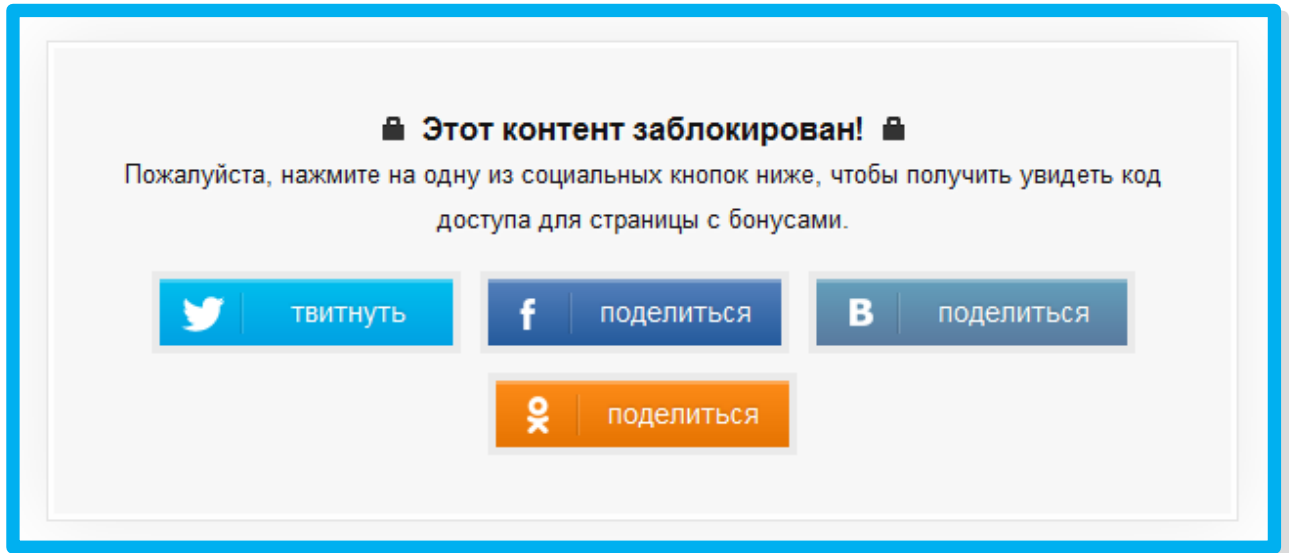 Этот контент заблокирован!
Пожалуйста, нажмите на одну из социальных кнопок ниже, чтобы получить увидеть код
доступа для страницы с бонусами.
твитнуть
поделиться
поделиться
поделиться